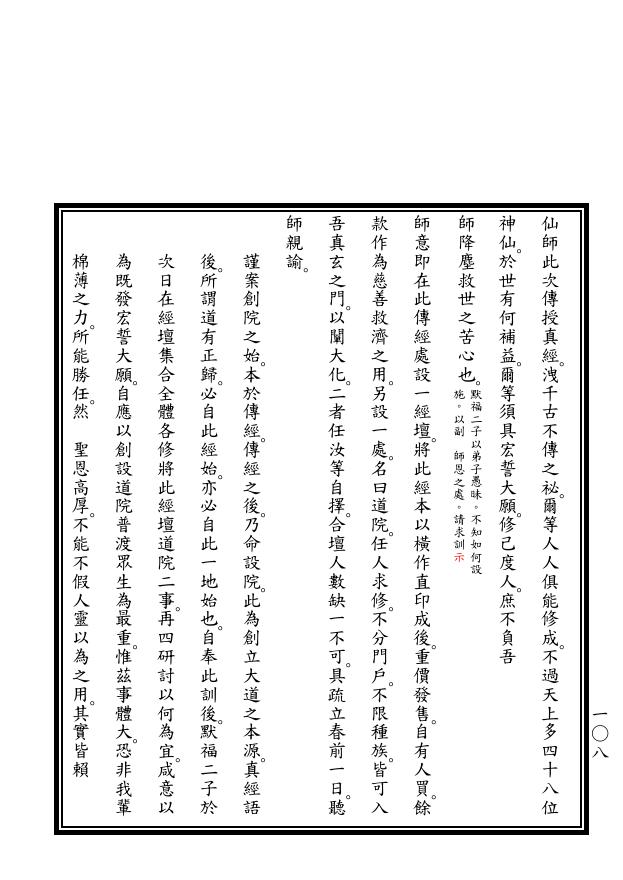 仙師此次傳授真經。洩千古不傳之祕。爾等人人俱能修成。不過天上多四十八位
神仙。於世有何補益。爾等須具宏誓大願。修己度人。庶不負吾
師降塵救世之苦心也。默福二子以弟子愚昧。不知如何設
施。以副　師恩之處。請求訓示
師意即在此傳經處設一經壇。將此經本以橫作直印成後。重價發售。自有人買。餘
款作為慈善救濟之用。另設一處。名曰道院。任人求修。不分門戶。不限種族。皆可入
吾真玄之門。以闡大化。二者任汝等自擇。合壇人數缺一不可。具疏立春前一日。聽
師親諭。
謹案創院之始。本於傳經。傳經之後。乃命設院。此為創立大道之本源。真經語
後。所謂道有正歸。必自此經始。亦必自此一地始也。自奉此訓後。默福二子於
次日在經壇集合全體各修將此經壇道院二事。再四研討以何為宜。咸意以
為既發宏誓大願。自應以創設道院普渡眾生為最重。惟茲事體大。恐非我輩
棉薄之力。所能勝任。然　聖恩高厚。不能不假人靈以為之用。其實皆賴
一〇八